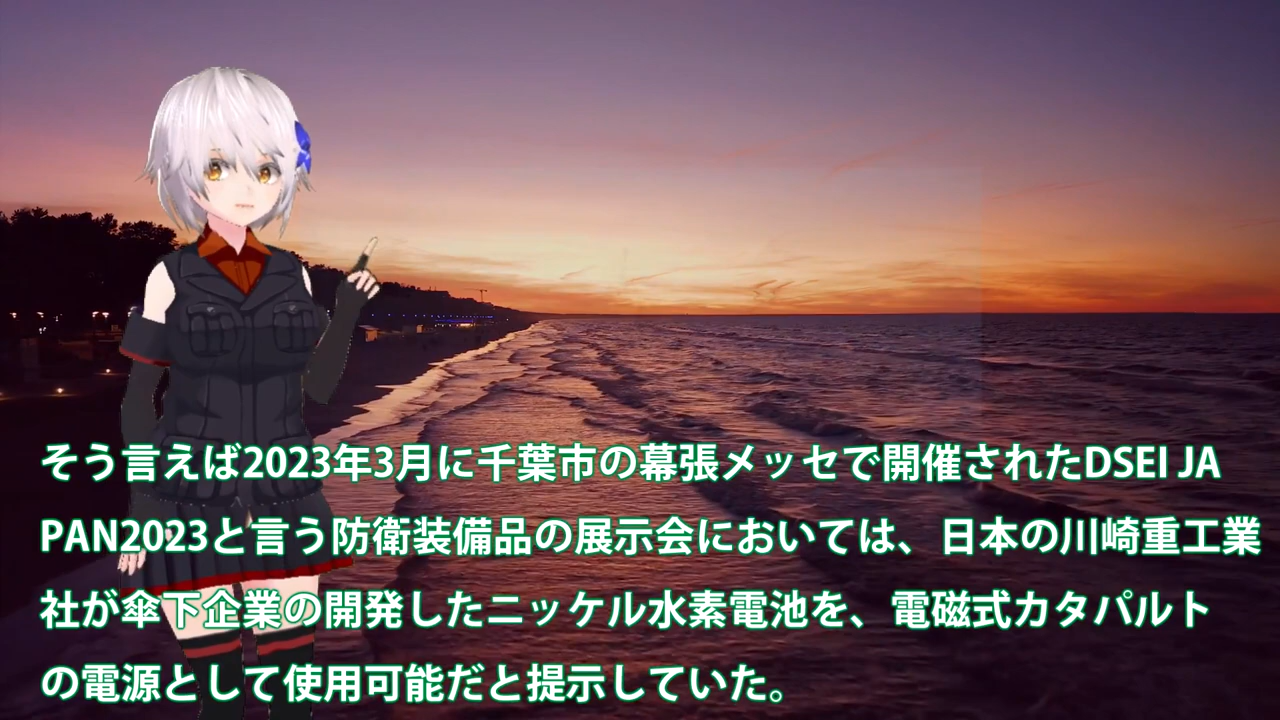 そう言えば2023年3月に千葉市の幕張メッセで開催されたDSEI JA
PAN2023と言う防衛装備品の展示会においては、日本の川崎重工業
社が傘下企業の開発したニッケル水素電池を、電磁式カタパルト
の電源として使用可能だと提示していた。